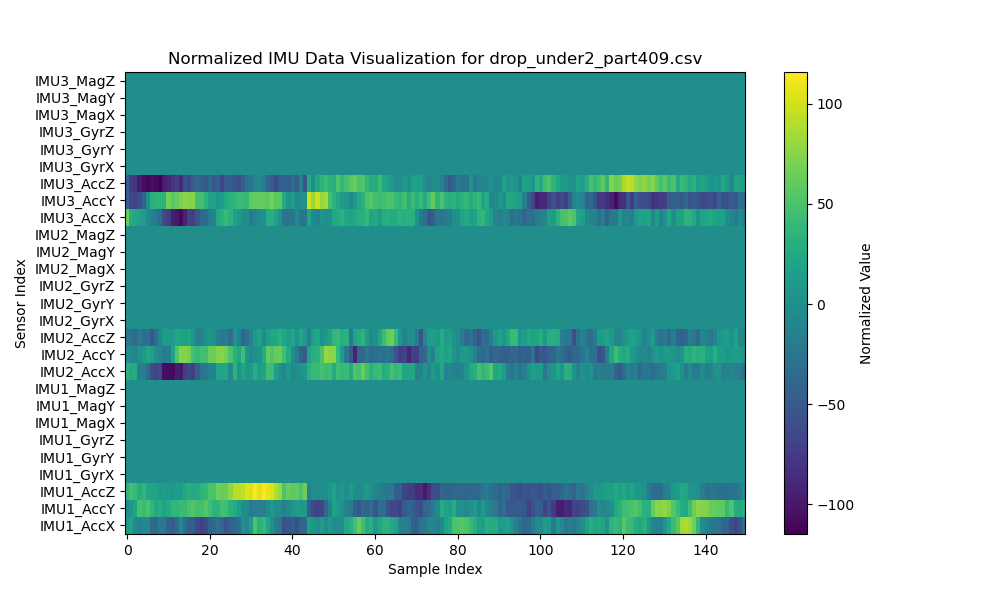 Normalized IMU Data Visualization for drop_under2_part409.csv
IMU3_MagZ
IMU3_MagY
IMU3_MagX
IMU3_GyrZ
IMU3_GyrY
IMU3_GyrX
IMU3_AccZ
IMU3_AccY
IMU3_AccX
IMU2_MagZ
IMU2_MagY
IMU2_MagX
IMU2_GyrZ
IMU2_GyrY
IMU2_GyrX
IMU2_AccZ
IMU2_AccY
IMU2_AccX
IMU1_MagZ
IMU1_MagY
IMU1_MagX
IMU1_GyrZ
IMU1_GyrY
IMU1_GyrX
IMU1_AccZ
IMU1_AccY
IMU1_AccX
Sensor Index
0 20 40 60 80 100 120 140
Sample Index
100
50
0
−50
−100
Normalized Value